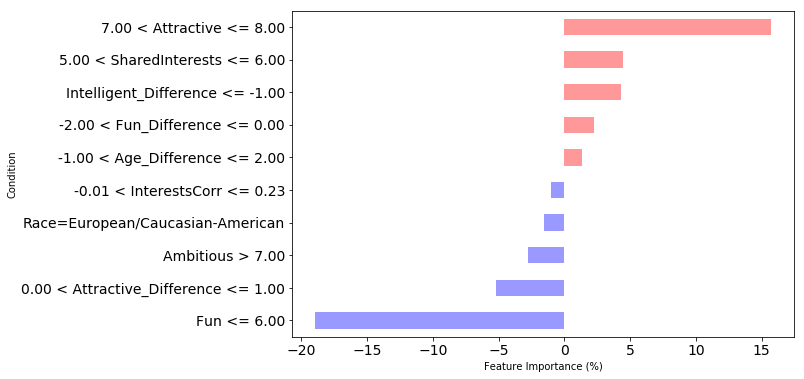 7.00 < Attractive <= 8.00
5.00 < SharedInterests <= 6.00
Intelligent_Difference <= -1.00
-2.00 < Fun_Difference <= 0.00
-1.00 < Age_Difference <= 2.00
-0.01 < InterestsCorr <= 0.23
Race=European/Caucasian-American
Ambitious > 7.00
0.00 < Attractive_Difference <= 1.00
Fun <= 6.00
Condition
−20 −15 −10 −5 0 5 10 15
Feature Importance (%)